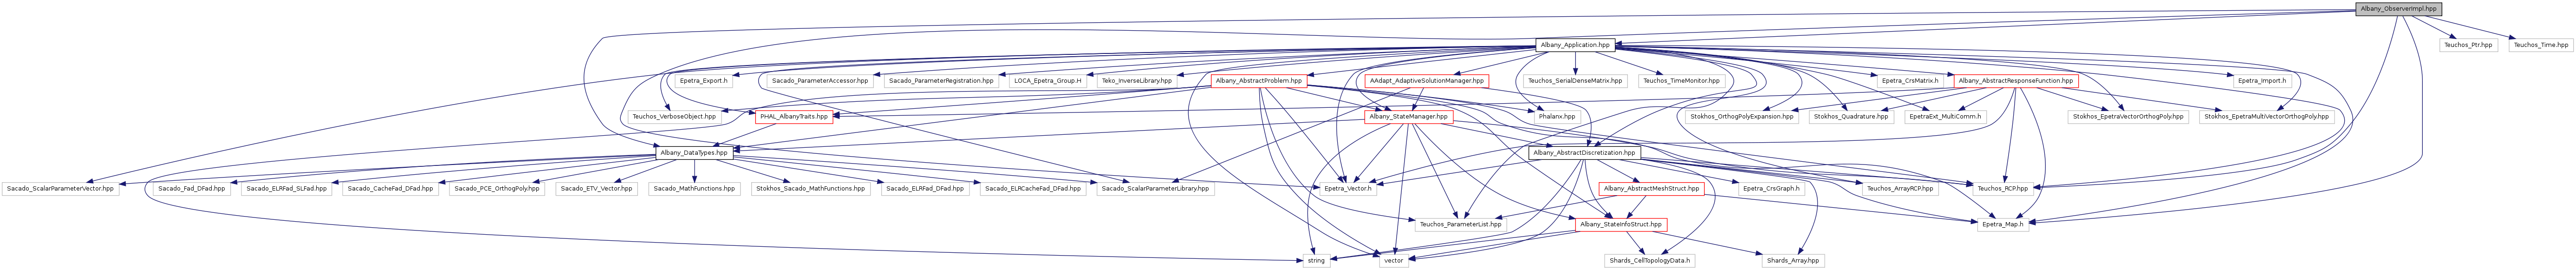 Albany_ObserverImpl.hpp
Albany_Application.hpp
Teuchos_Ptr.hpp
Teuchos_Time.hpp
Epetra_Export.h
Sacado_ParameterAccessor.hpp
Sacado_ParameterRegistration.hpp
LOCA_Epetra_Group.H
Teko_InverseLibrary.hpp
Albany_AbstractProblem.hpp
AAdapt_AdaptiveSolutionManager.hpp
Teuchos_SerialDenseMatrix.hpp
Teuchos_TimeMonitor.hpp
Epetra_CrsMatrix.h
Albany_AbstractResponseFunction.hpp
Epetra_Import.h
Teuchos_VerboseObject.hpp
PHAL_AlbanyTraits.hpp
Albany_StateManager.hpp
Phalanx.hpp
Stokhos_OrthogPolyExpansion.hpp
Stokhos_Quadrature.hpp
EpetraExt_MultiComm.h
Stokhos_EpetraVectorOrthogPoly.hpp
Stokhos_EpetraMultiVectorOrthogPoly.hpp
Albany_DataTypes.hpp
Albany_AbstractDiscretization.hpp
Sacado_ScalarParameterVector.hpp
Sacado_Fad_DFad.hpp
Sacado_ELRFad_SLFad.hpp
Sacado_CacheFad_DFad.hpp
Sacado_PCE_OrthogPoly.hpp
Sacado_ETV_Vector.hpp
Sacado_MathFunctions.hpp
Stokhos_Sacado_MathFunctions.hpp
Sacado_ELRFad_DFad.hpp
Sacado_ELRCacheFad_DFad.hpp
Sacado_ScalarParameterLibrary.hpp
Epetra_Vector.h
Albany_AbstractMeshStruct.hpp
Epetra_CrsGraph.h
Teuchos_ArrayRCP.hpp
Teuchos_RCP.hpp
Teuchos_ParameterList.hpp
Albany_StateInfoStruct.hpp
Epetra_Map.h
string
vector
Shards_CellTopologyData.h
Shards_Array.hpp